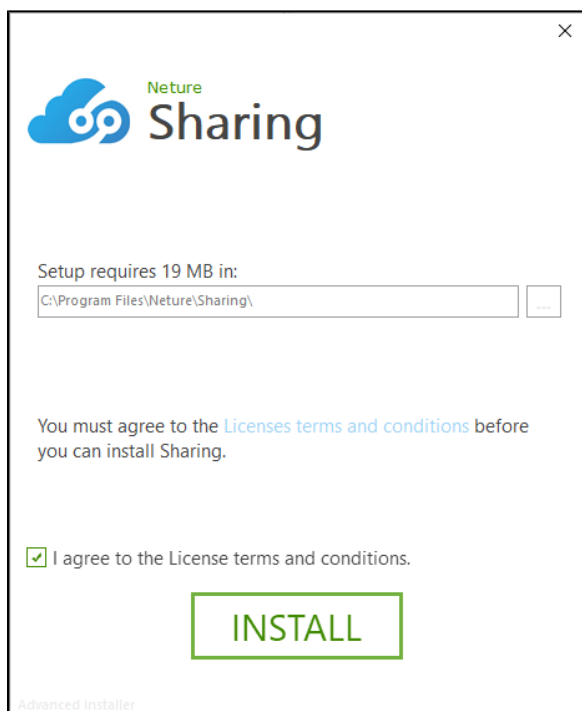 Neture
Sharing
Setup requires 19 MB in:
C:\Program Files\Neture\Sharing\
...
You must agree to the Licenses terms and conditions before
you can install Sharing.
I agree to the License terms and conditions.
INSTALL
Advanced Installer